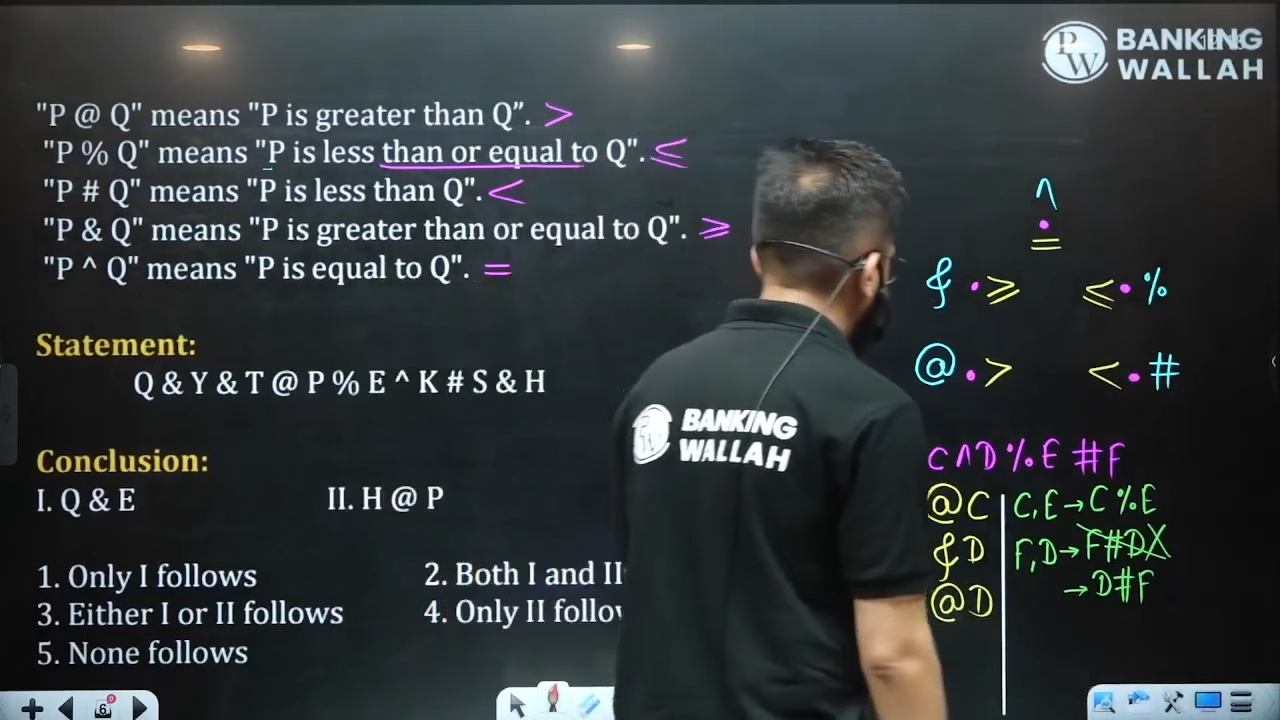 PW BANKING WALLAH
"P @ Q" means "P is greater than Q". >
"P % Q" means "P is less than or equal to Q". ≤
"P # Q" means "P is less than Q". <
"P & Q" means "P is greater than or equal to Q". ≥
"P ^ Q" means "P is equal to Q". =
Statement:
Q & Y & T @ P % E ^ K # S & H
Conclusion:
I. Q & E II. H @ P
1. Only I follows 2. Both I and II
3. Either I or II follows 4. Only II
5. None follows
^
=
& ≥ ≤ %
@ > < #
C ^ D % E # F
@ C C, E → C % E
& D F, D → F # D X
@ D → D # F
BANKING
WALLAH
6